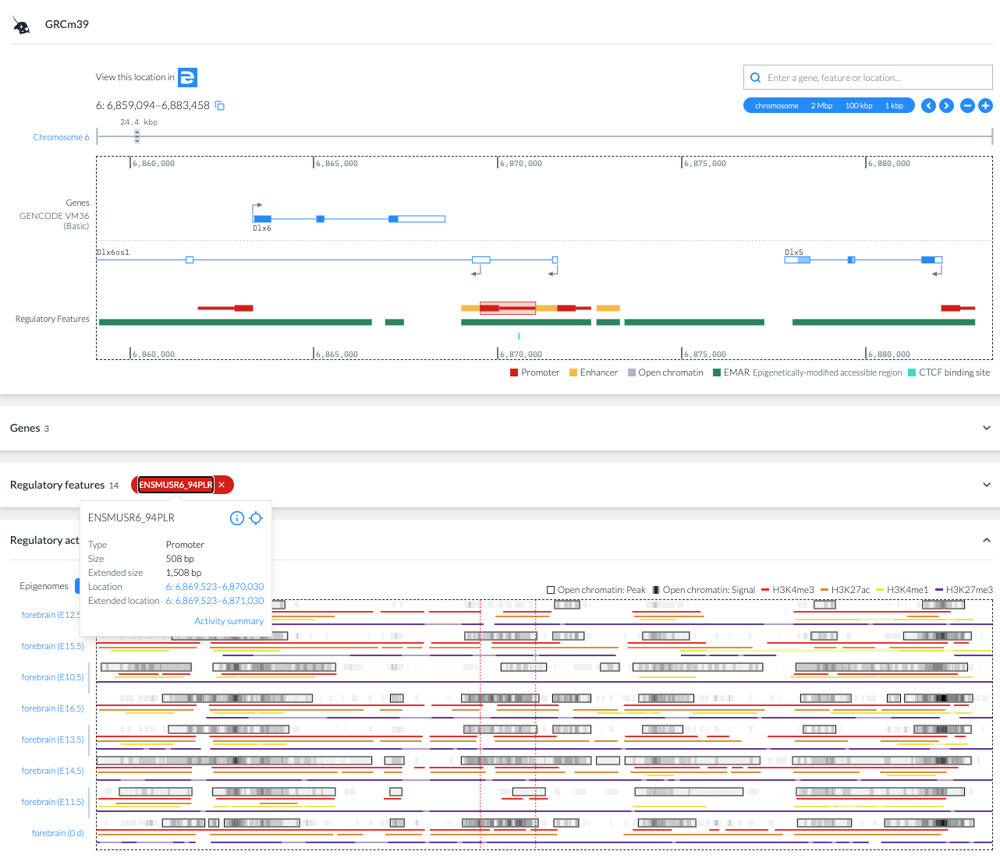 GRCm39
View this location in
Enter a gene, feature or location...
6: 6,859,094–6,883,458
chromosome 2 Mbp 100 kbp 1 kbp
24.4 kbp
Chromosome 6
6,860,000 6,865,000 6,870,000 6,875,000 6,880,000
Genes
GENCODE VM36
(Basic)
Dlx6
Dlx6os1
Dlx5
Regulatory Features
6,860,000 6,865,000 6,870,000 6,875,000 6,880,000
Promoter Enhancer Open chromatin EMAR Epigenetically-modified accessible region CTCF binding site
Genes 3
Regulatory features 14 ENSMUSR6_94PLR
ENSMUSR6_94PLR
Type Promoter
Size 508 bp
Extended size 1,508 bp
Location 6: 6,869,523–6,870,030
Extended location 6: 6,869,523–6,871,030
Activity summary
Regulatory act
Epigenomes
Open chromatin: Peak Open chromatin: Signal H3K4me3 H3K27ac H3K4me1 H3K27me3
forebrain (E12.5
forebrain (E15.5)
forebrain (E10.5)
forebrain (E16.5)
forebrain (E13.5)
forebrain (E14.5)
forebrain (E11.5)
forebrain (0 d)